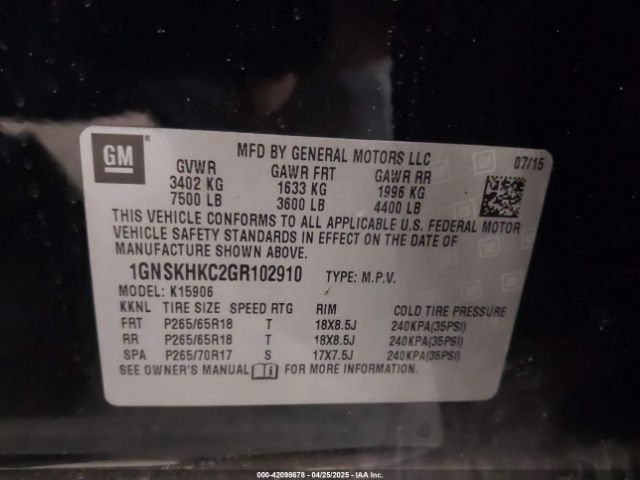 GM ®
MFD BY GENERAL MOTORS LLC 07/15
GVWR GAWR FRT GAWR RR
3402 KG 1633 KG 1996 KG
7500 LB 3600 LB 4400 LB
THIS VEHICLE CONFORMS TO ALL APPLICABLE U.S. FEDERAL MOTOR
VEHICLE SAFETY STANDARDS IN EFFECT ON THE DATE OF
MANUFACTURE SHOWN ABOVE.
1GNSKHKC2GR102910 TYPE: M.P.V.
MODEL: K15906
KKNL TIRE SIZE SPEED RTG RIM COLD TIRE PRESSURE
FRT P265/65R18 T 18X8.5J 240KPA(35PSI)
RR P265/65R18 T 18X8.5J 240KPA(35PSI)
SPA P265/70R17 S 17X7.5J 240KPA(35PSI)
SEE OWNER'S MANUAL FOR MORE INFORMATION.
000-42098678 - 04/25/2025 - IAA Inc.